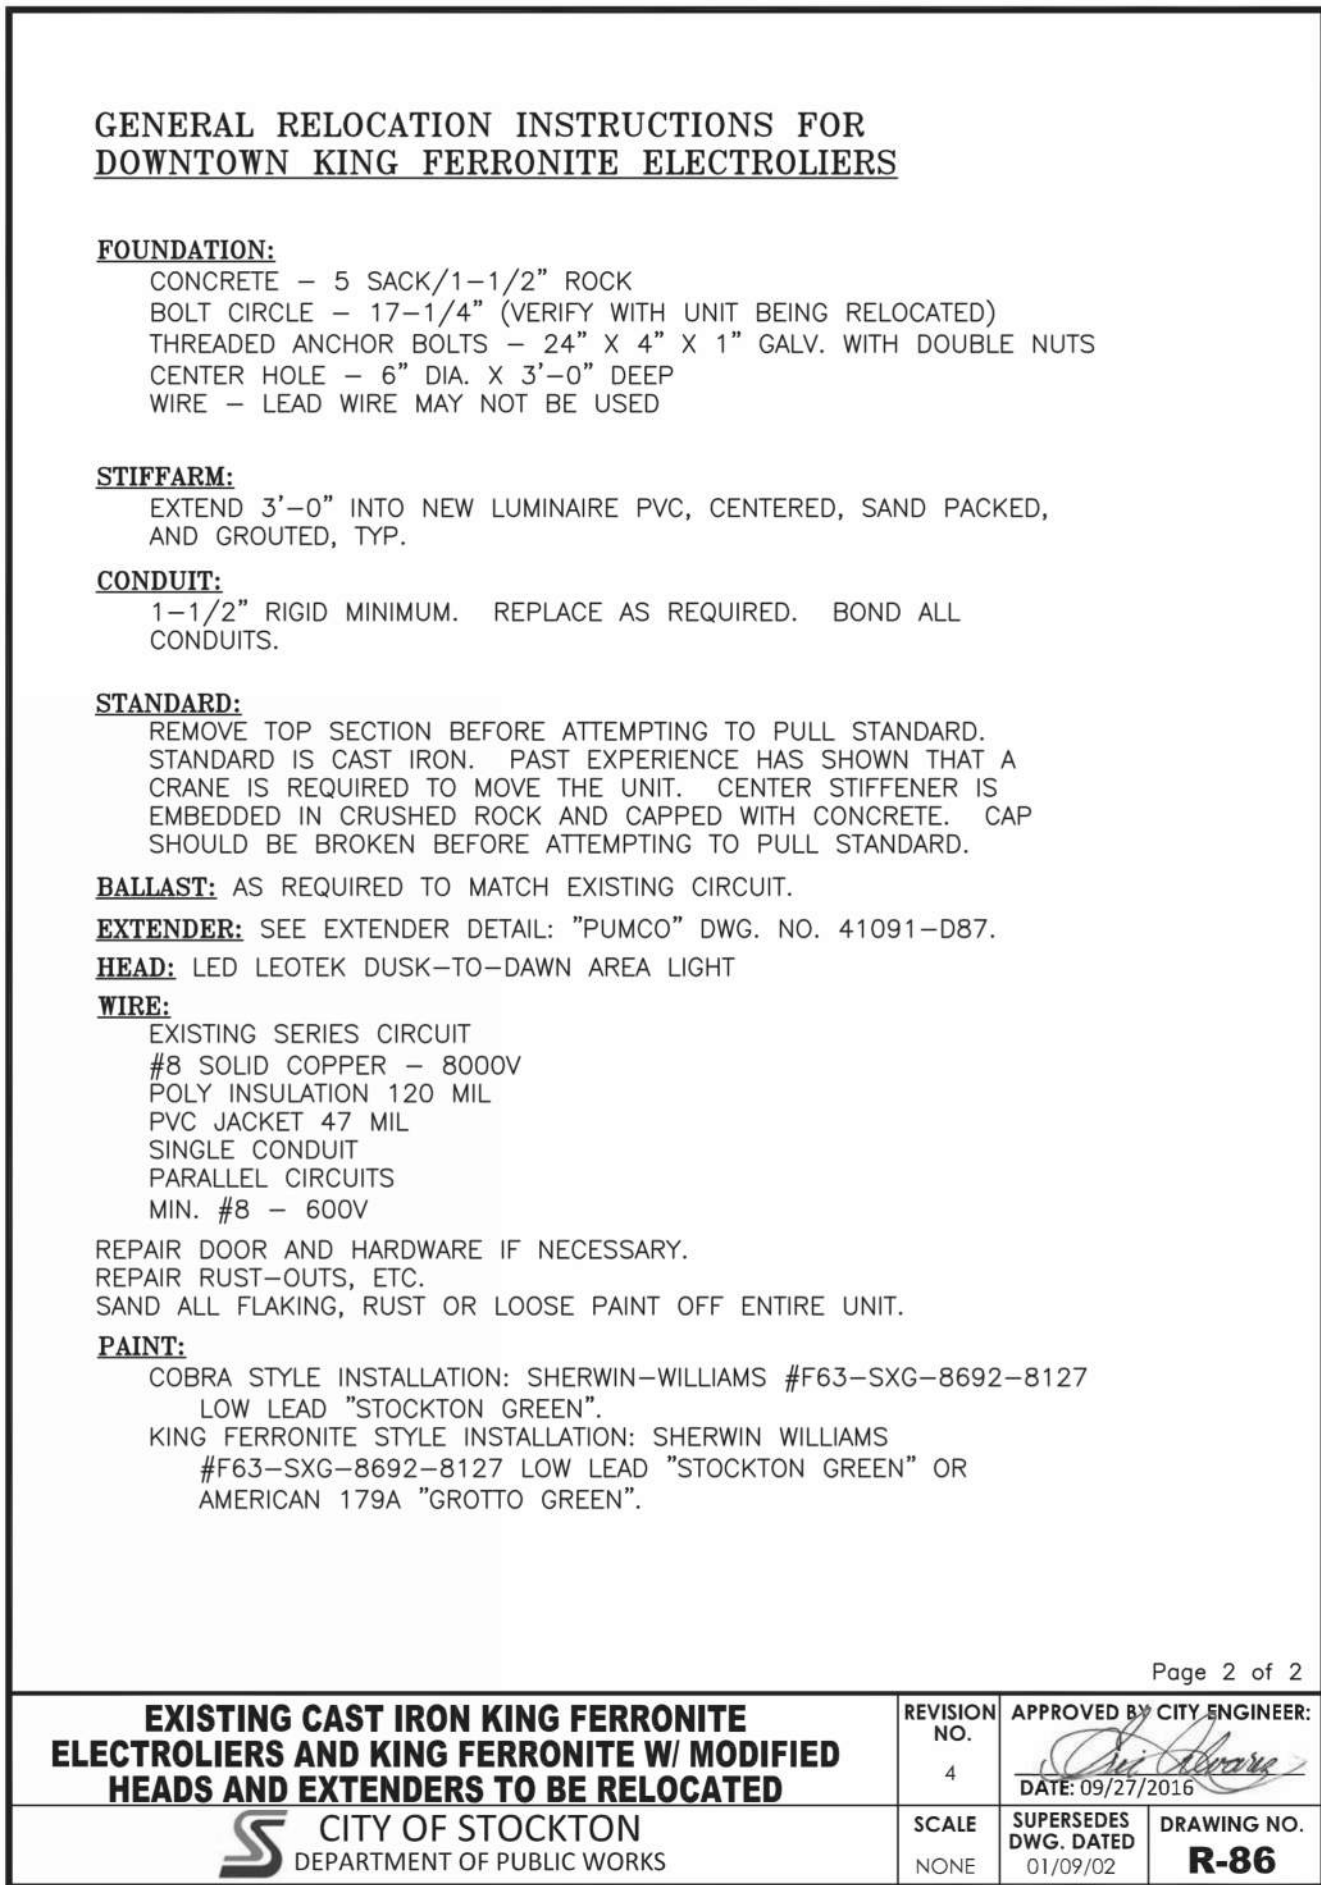 GENERAL RELOCATION INSTRUCTIONS FOR
DOWNTOWN KING FERRONITE ELECTROLIERS
FOUNDATION:
CONCRETE – 5 SACK/1–1/2" ROCK
BOLT CIRCLE – 17–1/4" (VERIFY WITH UNIT BEING RELOCATED)
THREADED ANCHOR BOLTS – 24" X 4" X 1" GALV. WITH DOUBLE NUTS
CENTER HOLE – 6" DIA. X 3'–0" DEEP
WIRE – LEAD WIRE MAY NOT BE USED
STIFFARM:
EXTEND 3'–0" INTO NEW LUMINAIRE PVC, CENTERED, SAND PACKED,
AND GROUTED, TYP.
CONDUIT:
1–1/2" RIGID MINIMUM. REPLACE AS REQUIRED. BOND ALL
CONDUITS.
STANDARD:
REMOVE TOP SECTION BEFORE ATTEMPTING TO PULL STANDARD.
STANDARD IS CAST IRON. PAST EXPERIENCE HAS SHOWN THAT A
CRANE IS REQUIRED TO MOVE THE UNIT. CENTER STIFFENER IS
EMBEDDED IN CRUSHED ROCK AND CAPPED WITH CONCRETE. CAP
SHOULD BE BROKEN BEFORE ATTEMPTING TO PULL STANDARD.
BALLAST: AS REQUIRED TO MATCH EXISTING CIRCUIT.
EXTENDER: SEE EXTENDER DETAIL: "PUMCO" DWG. NO. 41091–D87.
HEAD: LED LEOTEK DUSK–TO–DAWN AREA LIGHT
WIRE:
EXISTING SERIES CIRCUIT
#8 SOLID COPPER – 8000V
POLY INSULATION 120 MIL
PVC JACKET 47 MIL
SINGLE CONDUIT
PARALLEL CIRCUITS
MIN. #8 – 600V
REPAIR DOOR AND HARDWARE IF NECESSARY.
REPAIR RUST–OUTS, ETC.
SAND ALL FLAKING, RUST OR LOOSE PAINT OFF ENTIRE UNIT.
PAINT:
COBRA STYLE INSTALLATION: SHERWIN–WILLIAMS #F63–SXG–8692–8127
LOW LEAD "STOCKTON GREEN".
KING FERRONITE STYLE INSTALLATION: SHERWIN WILLIAMS
#F63–SXG–8692–8127 LOW LEAD "STOCKTON GREEN" OR
AMERICAN 179A "GROTTO GREEN".
Page 2 of 2
EXISTING CAST IRON KING FERRONITE
ELECTROLIERS AND KING FERRONITE W/ MODIFIED
HEADS AND EXTENDERS TO BE RELOCATED
REVISION
NO.
4
APPROVED BY CITY ENGINEER:
Eric Alvarez
DATE: 09/27/2016
CITY OF STOCKTON
DEPARTMENT OF PUBLIC WORKS
SCALE
NONE
SUPERSEDES
DWG. DATED
01/09/02
DRAWING NO.
R-86